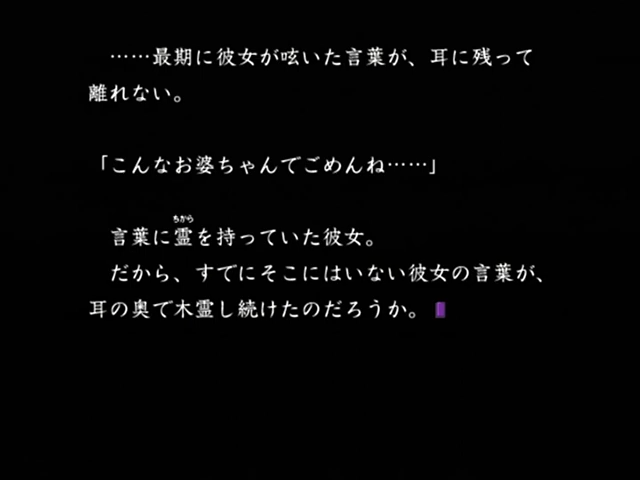 ……最期に彼女が呟いた言葉が、耳に残って
離れない。
「こんなお婆ちゃんでごめんね……」
ちから
言葉に霊を持っていた彼女。
だから、すでにそこにはいない彼女の言葉が、
耳の奥で木霊し続けたのだろうか。